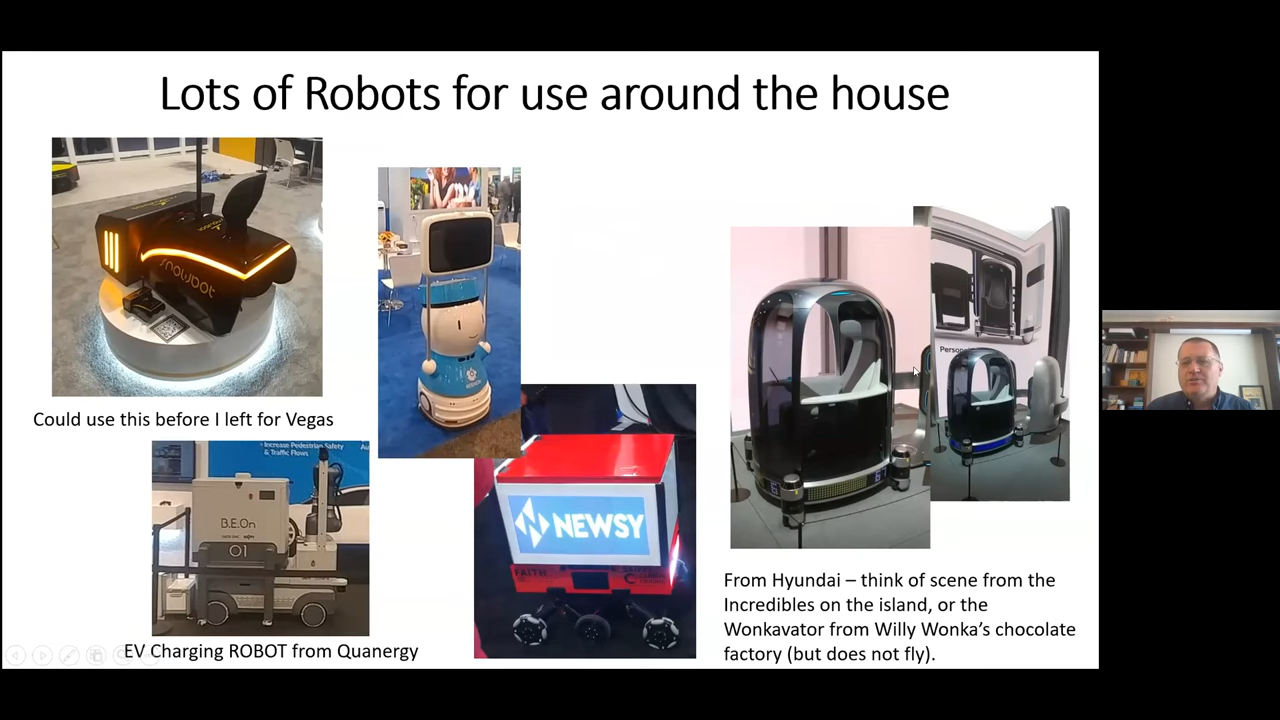 Lots of Robots for use around the house
snowbot
Could use this before I left for Vegas
• Increase Pedestrian Safety
& Traffic Flows
B.E.On
01
EV Charging ROBOT from Quanergy
NEWSY
FAITH
Person
From Hyundai – think of scene from the
Incredibles on the island, or the
Wonkavator from Willy Wonka's chocolate
factory (but does not fly).